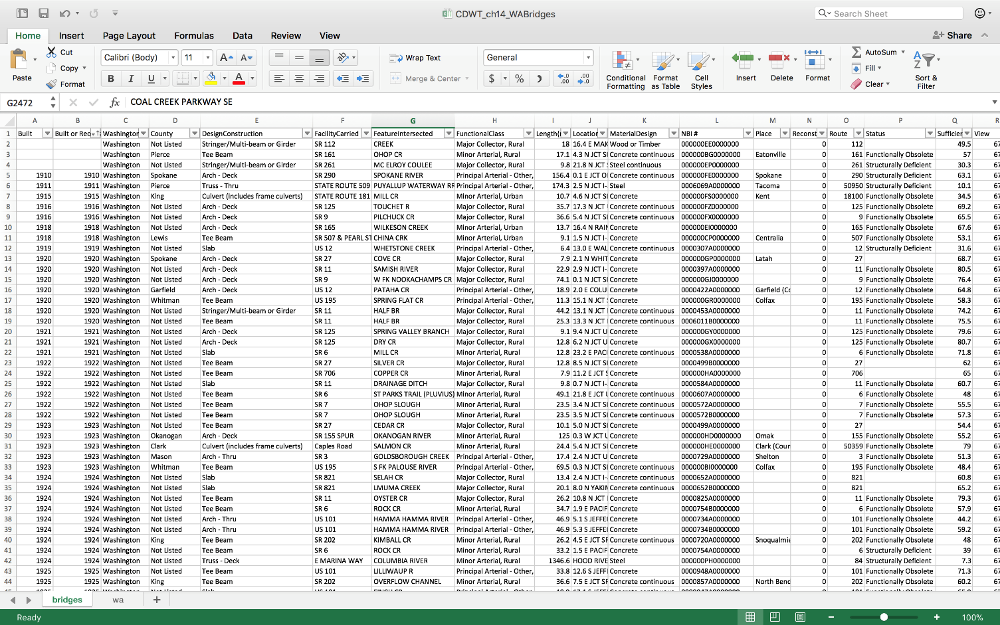 CDWT_ch14_WABridges
Search Sheet
Home Insert Page Layout Formulas Data Review View Share
Paste Cut Copy Format
Calibri (Body) 11
Wrap Text
Merge & Center
General
Conditional Formatting Format as Table Cell Styles
Insert Delete Format
AutoSum Fill Clear
Sort & Filter
G2472 fx COAL CREEK PARKWAY SE
A B C D E F G H I J K L M N O P Q R
1 Built Built or Rec Washingtor County DesignConstruction FacilityCarried FeatureIntersected FunctionalClass Length(i Locatior MaterialDesign NBI # Place Reconst Route Status Sufficier View
2 Washington Not Listed Stringer/Multi-beam or Girder SR 112 CREEK Major Collector, Rural 18 16.4 E MAK Wood or Timber 000000EE0000000 0 112 49.5 67
3 Washington Pierce Tee Beam SR 161 OHOP CR Minor Arterial, Rural 17.1 4.3 N JCT SI Concrete continuous 000000BG0000000 Eatonville 0 161 Functionally Obsolete 57 67
4 Washington Not Listed Stringer/Multi-beam or Girder SR 261 MC ELROY COULEE Major Collector, Rural 9.8 21.8 N JCT Steel continuous 000000EP0000000 0 261 Structurally Deficient 30.3 67
5 1910 1910 Washington Spokane Arch - Deck SR 290 SPOKANE RIVER Principal Arterial - Other, 156.4 0.1 E JCT O Concrete continuous 000000FE0000000 Spokane 0 290 Structurally Deficient 63.1 67
6 1911 1911 Washington Pierce Truss - Thru STATE ROUTE 509 PUYALLUP WATERWAY RR Principal Arterial - Other, 174.3 2.5 N JCT I- Steel 0006069A0000000 Tacoma 0 50950 Structurally Deficient 10.1 67
7 1915 1915 Washington King Culvert (includes frame culverts) STATE ROUTE 181 MILL CR Minor Arterial, Urban 10.7 4.6 N JCT SI Concrete 000000FS0000000 Kent 0 18100 Functionally Obsolete 34.5 67
8 1916 1916 Washington Not Listed Arch - Deck SR 125 TOUCHET R Major Collector, Rural 35.7 17.3 N JCT Concrete continuous 000000FZ0000000 0 125 Functionally Obsolete 69.2 67
9 1916 1916 Washington Not Listed Arch - Deck SR 9 PILCHUCK CR Major Collector, Rural 36.6 5.4 N JCT SI Concrete continuous 000000FX0000000 0 9 Functionally Obsolete 65.5 67
10 1918 1918 Washington Not Listed Arch - Deck SR 165 WILKESON CREEK Minor Arterial, Urban 13.7 16.4 N RAIN Concrete 000000EI0000000 0 165 Functionally Obsolete 67.6 67
11 1918 1918 Washington Lewis Tee Beam SR 507 & PEARL ST CHINA CRK Minor Arterial, Urban 9.1 1.5 N JCT I- Concrete 000000CP0000000 Centralia 0 507 Functionally Obsolete 53.1 67
12 1919 1919 Washington Not Listed Slab US 12 WHETSTONE CREEK Principal Arterial - Other, 6.4 13.0 E WAL Concrete 0000307A0000000 0 12 Structurally Deficient 31.6 67
13 1920 1920 Washington Spokane Arch - Deck SR 27 COVE CR Major Collector, Rural 7.9 2.1 N WHIT Concrete 000000GP0000000 Latah 0 27 68.7 67
14 1920 1920 Washington Not Listed Arch - Deck SR 11 SAMISH RIVER Major Collector, Rural 22.9 2.9 N JCT I- Concrete 0000397A0000000 0 11 Functionally Obsolete 80.5 67
15 1920 1920 Washington Not Listed Arch - Deck SR 9 W FK NOOKACHAMPS CR Major Collector, Rural 74.1 0.1 N JCT SI Concrete 000000GJ0000000 0 9 Functionally Obsolete 76.4 67
16 1920 1920 Washington Garfield Arch - Deck US 12 PATAHA CR Principal Arterial - Other, 18.9 2.0 E COLU Concrete 0000422A0000000 Garfield (Co 0 12 Functionally Obsolete 64.8 67
17 1920 1920 Washington Whitman Tee Beam US 195 SPRING FLAT CR Principal Arterial - Other, 11.3 15.1 N JCT Concrete 000000GR0000000 Colfax 0 195 Functionally Obsolete 58.3 67
18 1920 1920 Washington Not Listed Stringer/Multi-beam or Girder SR 11 HALF BR Major Collector, Rural 44.2 13.1 N JCT Concrete continuous 0000453A0000000 0 11 Functionally Obsolete 74.2 67
19 1920 1920 Washington Not Listed Tee Beam SR 11 HALF BR Major Collector, Rural 25.3 13.3 N JCT Concrete continuous 0006011B0000000 0 11 Functionally Obsolete 75.5 67
20 1921 1921 Washington Not Listed Arch - Deck SR 125 SPRING VALLEY BRANCH Major Collector, Rural 9.1 9.4 N JCT U Concrete 000000GY0000000 0 125 Functionally Obsolete 79.6 67
21 1921 1921 Washington Not Listed Arch - Deck SR 125 DRY CR Major Collector, Rural 12.8 6.2 N JCT U Concrete 000000GX0000000 0 125 Functionally Obsolete 80.7 67
22 1921 1921 Washington Not Listed Slab SR 6 MILL CR Minor Arterial, Rural 12.8 23.2 E PACI Concrete continuous 0000538A0000000 0 6 Functionally Obsolete 71.8 67
23 1922 1922 Washington Not Listed Tee Beam SR 27 SILVER CR Major Collector, Rural 12.8 8.5 N JCT SI Concrete 0000499B0000000 0 27 62 67
24 1922 1922 Washington Not Listed Tee Beam SR 706 COPPER CR Minor Arterial, Rural 7.9 11.2 E JCT S Concrete 000000HA0000000 0 706 65 67
25 1922 1922 Washington Not Listed Slab SR 11 DRAINAGE DITCH Major Collector, Rural 9.8 0.7 N JCT I- Concrete 0000584A0000000 0 11 Functionally Obsolete 60.7 67
26 1922 1922 Washington Not Listed Tee Beam SR 6 ST PARKS TRAIL (PLUVIUS) Minor Arterial, Rural 49.1 21.8 E JCT U Concrete continuous 0000607A0000000 0 6 Functionally Obsolete 48 67
27 1922 1922 Washington Not Listed Tee Beam SR 7 OHOP SLOUGH Minor Arterial, Rural 23.5 3.4 N JCT SI Concrete continuous 0000572A0000000 0 7 Functionally Obsolete 55.5 67
28 1922 1922 Washington Not Listed Tee Beam SR 7 OHOP SLOUGH Minor Arterial, Rural 23.5 3.5 N JCT SI Concrete continuous 0000572B0000000 0 7 Functionally Obsolete 57.3 67
29 1923 1923 Washington Not Listed Tee Beam SR 27 CEDAR CR Major Collector, Rural 10.1 5.0 N JCT SI Concrete 0000499A0000000 0 27 54.4 67
30 1923 1923 Washington Okanogan Arch - Deck SR 155 SPUR OKANOGAN RIVER Minor Arterial, Rural 125 0.3 W JCT U Concrete 000000HD0000000 Omak 0 155 Functionally Obsolete 55.2 67
31 1923 1923 Washington Clark Culvert (includes frame culverts) Caples Road SALMON CR Major Collector, Rural 24.4 5.4 N JCT SI Concrete 000000HE0000000 Clark (Cour 0 50359 Functionally Obsolete 79 67
32 1923 1923 Washington Mason Arch - Thru SR 3 GOLDSBOROUGH CREEK Principal Arterial - Other, 17.4 2.4 N JCT U Concrete 0000729A0000000 Shelton 0 3 Functionally Obsolete 51.3 67
33 1923 1923 Washington Whitman Tee Beam US 195 S FK PALOUSE RIVER Principal Arterial - Other, 69.5 0.3 N JCT SI Concrete continuous 000000BI0000000 Colfax 0 195 Functionally Obsolete 48.4 67
34 1924 1924 Washington Not Listed Slab SR 821 SELAH CR Major Collector, Rural 13.4 2.4 N JCT I- Concrete continuous 0000652A0000000 0 821 60.8 67
35 1924 1924 Washington Not Listed Slab SR 821 LMUMA CREEK Major Collector, Rural 20.1 8.0 N YAKIN Concrete continuous 0000652B0000000 0 821 65.2 67
36 1924 1924 Washington Not Listed Tee Beam SR 11 OYSTER CR Major Collector, Rural 26.2 10.8 N JCT Concrete 0000825A0000000 0 11 Functionally Obsolete 79.3 67
37 1924 1924 Washington Not Listed Tee Beam SR 6 ROCK CR Minor Arterial, Rural 34.7 1.9 E PACIF Concrete 0000754B0000000 0 6 Functionally Obsolete 57.9 67
38 1924 1924 Washington Not Listed Arch - Thru US 101 HAMMA HAMMA RIVER Principal Arterial - Other, 46.9 5.1 S JEFFEI Concrete 0000734A0000000 0 101 Functionally Obsolete 44.2 67
39 1924 1924 Washington Not Listed Arch - Thru US 101 HAMMA HAMMA RIVER Principal Arterial - Other, 46.9 5.3 S JEFFEI Concrete 0000734B0000000 0 101 Functionally Obsolete 59.2 67
40 1924 1924 Washington King Tee Beam SR 202 KIMBALL CR Minor Arterial, Rural 26.2 4.5 E JCT SF Concrete continuous 0000720A0000000 Snoqualmie 0 202 Functionally Obsolete 48 67
41 1924 1924 Washington Not Listed Tee Beam SR 6 ROCK CR Minor Arterial, Rural 33.2 1.5 E PACIF Concrete 0000754A0000000 0 6 Structurally Deficient 39 67
42 1924 1924 Washington Not Listed Truss - Deck E MARINA WAY COLUMBIA RIVER Minor Arterial, Rural 1346.6 HOOD RIVE Steel 000000PH0000000 0 84 Structurally Deficient 7.3 67
43 1925 1925 Washington Not Listed Tee Beam US 101 LILLIWAUP R Principal Arterial - Other, 33.8 12.6 S JEFF Concrete 0000948A0000000 0 101 Functionally Obsolete 71.3 67
44 1925 1925 Washington King Tee Beam SR 202 OVERFLOW CHANNEL Minor Arterial, Rural 36.6 7.5 E JCT SF Concrete continuous 0000857A0000000 North Bend 0 202 Functionally Obsolete 60.2 67
bridges wa +
Ready 100%